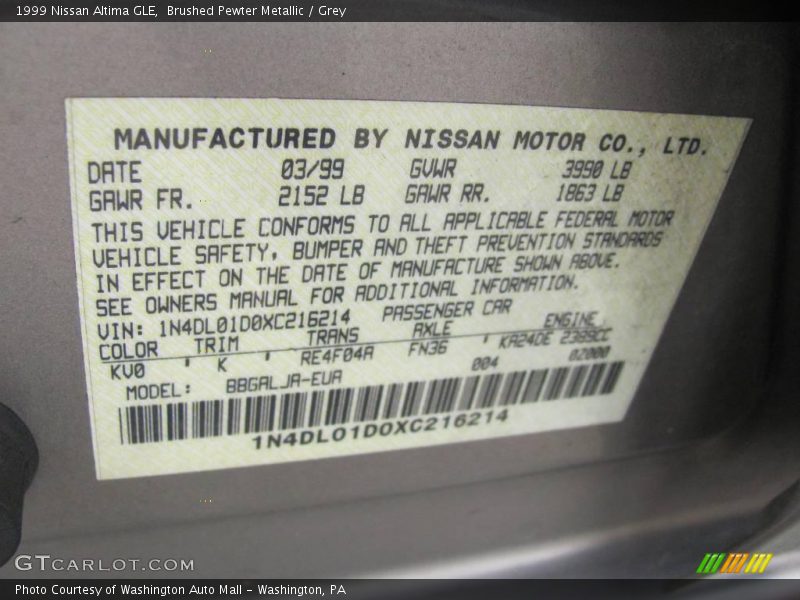 1999 Nissan Altima GLE, Brushed Pewter Metallic / Grey
MANUFACTURED BY NISSAN MOTOR CO., LTD.
DATE 03/99 GVWR 3990 LB
GAWR FR. 2152 LB GAWR RR. 1863 LB
THIS VEHICLE CONFORMS TO ALL APPLICABLE FEDERAL MOTOR
VEHICLE SAFETY, BUMPER AND THEFT PREVENTION STANDARDS
IN EFFECT ON THE DATE OF MANUFACTURE SHOWN ABOVE.
SEE OWNERS MANUAL FOR ADDITIONAL INFORMATION.
VIN: 1N4DL01D0XC216214 PASSENGER CAR
COLOR TRIM TRANS AXLE ENGINE
KV0 ' K ' RE4F04A FN36 ' KA24DE 2389CC
MODEL: BBGALJA-EUA 004 02000
1N4DL01D0XC216214
GTCARLOT.COM
Photo Courtesy of Washington Auto Mall - Washington, PA